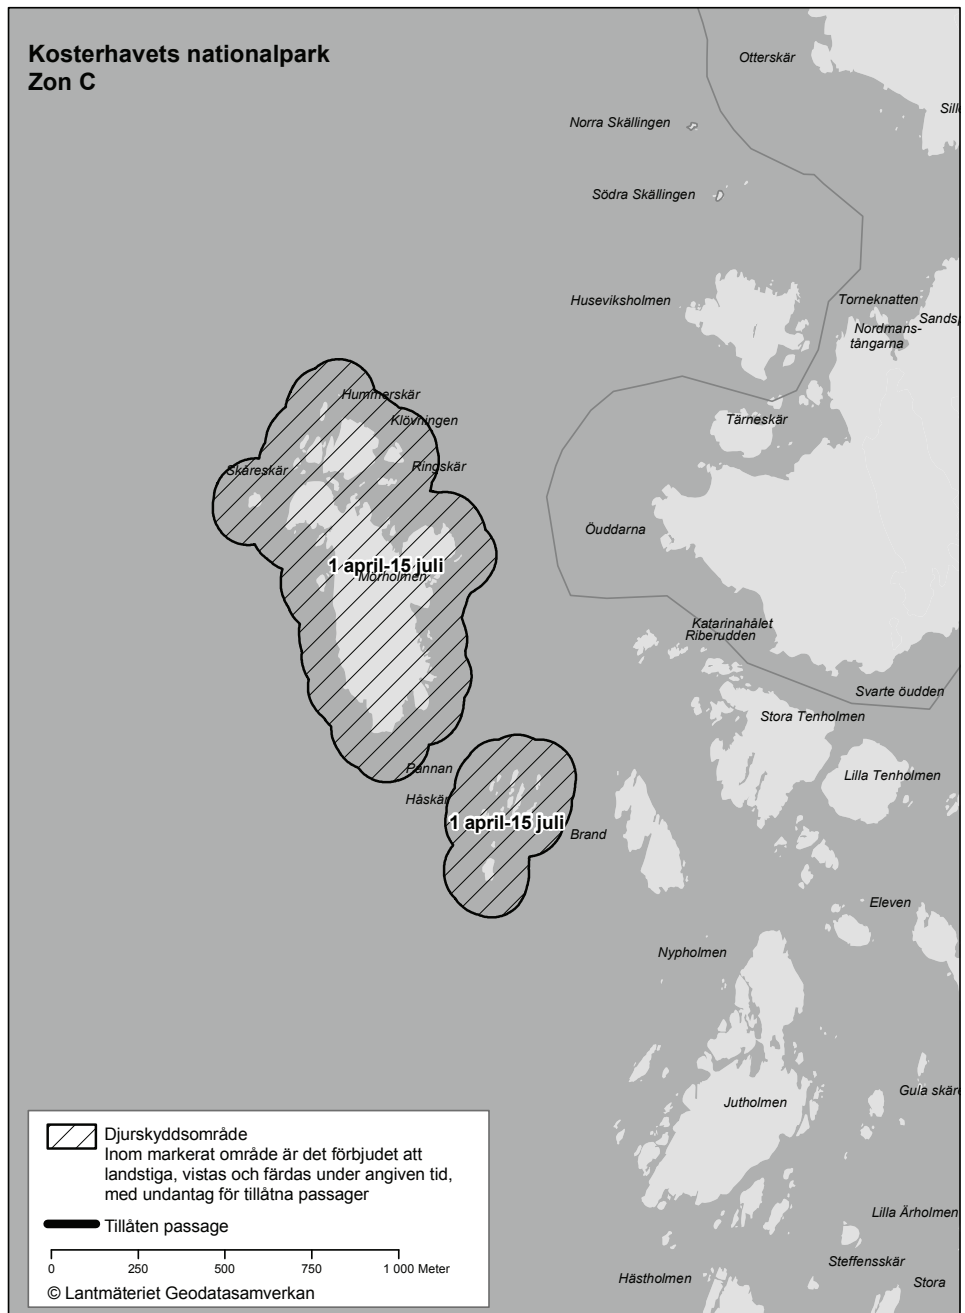 Kosterhavets nationalpark
Zon C
Otterskär
Norra Skällingen
Södra Skällingen
Huseviksholmen
Torneknatten
Nordmans-
tångarna
Hummerskär
Klövningen
Tärneskär
Skåreskär
Ringskär
Öuddarna
1 april-15 juli
Mörholmen
Katarinahålet
Riberudden
Svarte öudden
Stora Tenholmen
Pannan
Lilla Tenholmen
Håskär
1 april-15 juli
Brand
Eleven
Nypholmen
Gula skär
Jutholmen
Djurskyddsområde
Inom markerat område är det förbjudet att
landstiga, vistas och färdas under angiven tid,
med undantag för tillåtna passager
Tillåten passage
0 250 500 750 1 000 Meter
© Lantmäteriet Geodatasamverkan
Lilla Ärholmen
Steffensskär
Hästholmen
Stora